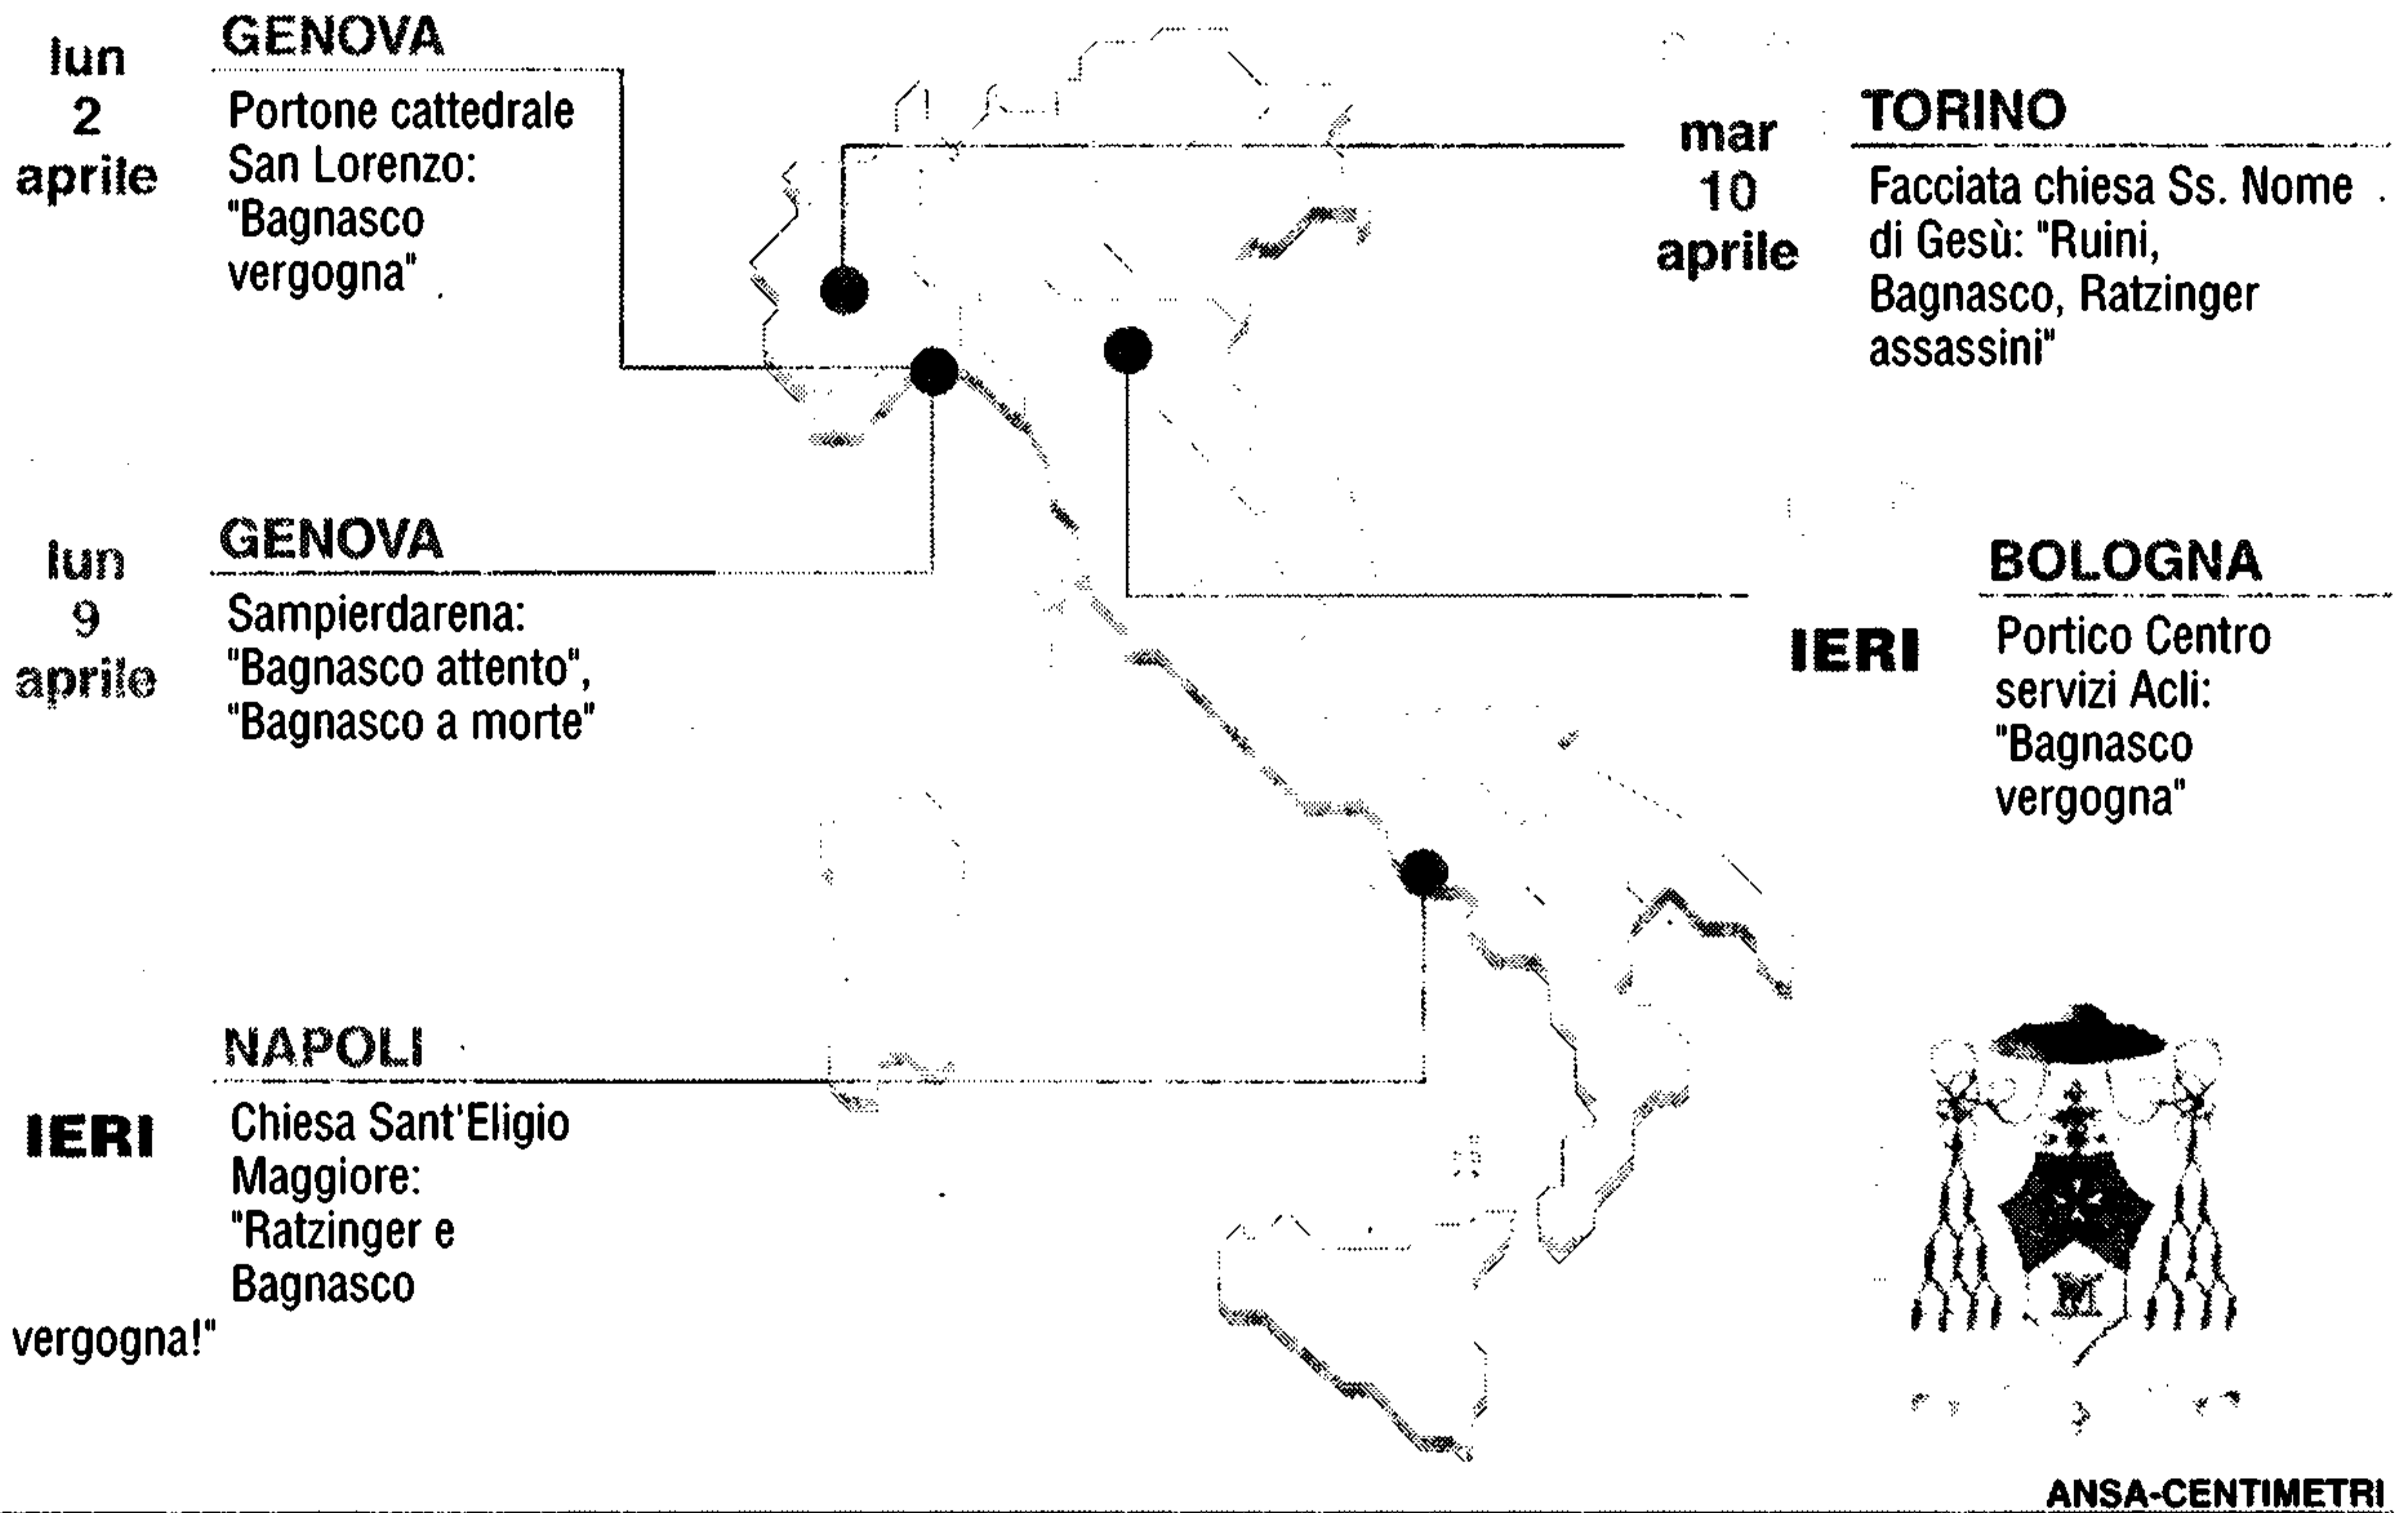 lun
2
aprile
GENOVA
Portone cattedrale
San Lorenzo:
"Bagnasco
vergogna"
mar
10
aprile
TORINO
Facciata chiesa Ss. Nome
di Gesù: "Ruini,
Bagnasco, Ratzinger
assassini"
lun
9
aprile
GENOVA
Sampierdarena:
"Bagnasco attento",
"Bagnasco a morte"
IERI
BOLOGNA
Portico Centro
servizi Acli:
"Bagnasco
vergogna"
IERI
NAPOLI
Chiesa Sant'Eligio
Maggiore:
"Ratzinger e
Bagnasco
vergogna!"
M
ANSA-CENTIMETRI